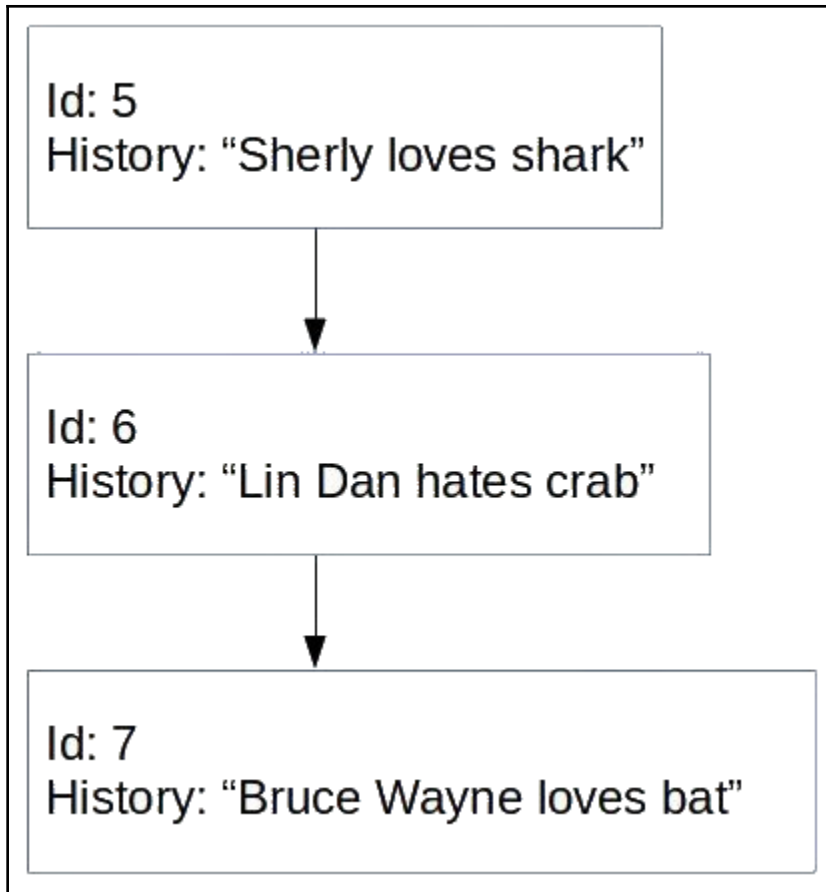 Id: 5
History: “Sherly loves shark”
Id: 6
History: “Lin Dan hates crab”
Id: 7
History: “Bruce Wayne loves bat”